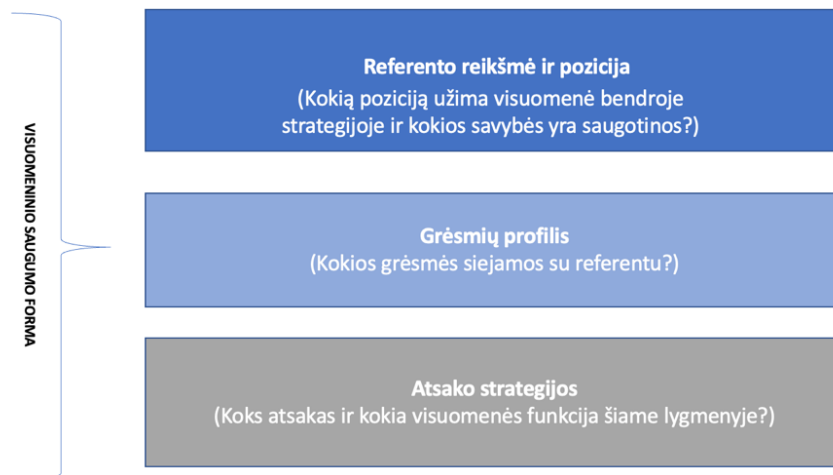 VISUOMENINIO SAUGUMO FORMA
Referento reikšmė ir pozicija
(Kokią poziciją užima visuomenė bendroje
strategijoje ir kokios savybės yra saugotinos?)
Grėsmių profilis
(Kokios grėsmės siejamos su referentu?)
Atsako strategijos
(Koks atsakas ir kokia visuomenės funkcija šiame lygmenyje?)